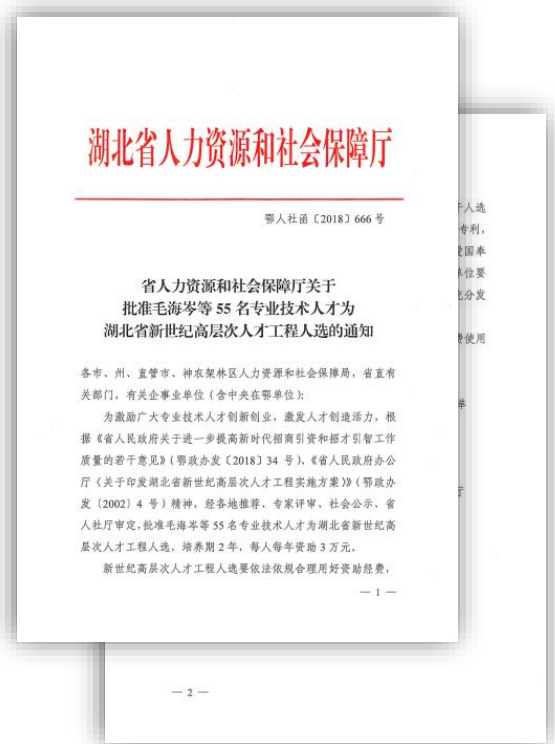 湖北省人力资源和社会保障厅
鄂人社函〔2018〕666号
省人力资源和社会保障厅关于
批准毛海岑等55名专业技术人才为
湖北省新世纪高层次人才工程人选的通知
各市、州、直管市、神农架林区人力资源和社会保障局，省直有
关部门，有关企事业单位（含中央在鄂单位）：
为激励广大专业技术人才创新创业，激发人才创造活力，根
据《省人民政府关于进一步提高新时代招商引资和招才引智工作
质量的若干意见》（鄂政办发〔2018〕34号）、《省人民政府办公
厅〈关于印发湖北省新世纪高层次人才工程实施方案〉》（鄂政办
发〔2002〕4号）精神，经各地推荐、专家评审、社会公示、省
人社厅审定，批准毛海岑等55名专业技术人才为湖北省新世纪高
层次人才工程人选，培养期2年，每人每年资助3万元。
新世纪高层次人才工程人选要依法依规合理用好资助经费，
— 1 —
人选
专利，
国奉
单位要
充分发
费使用
单
— 2 —